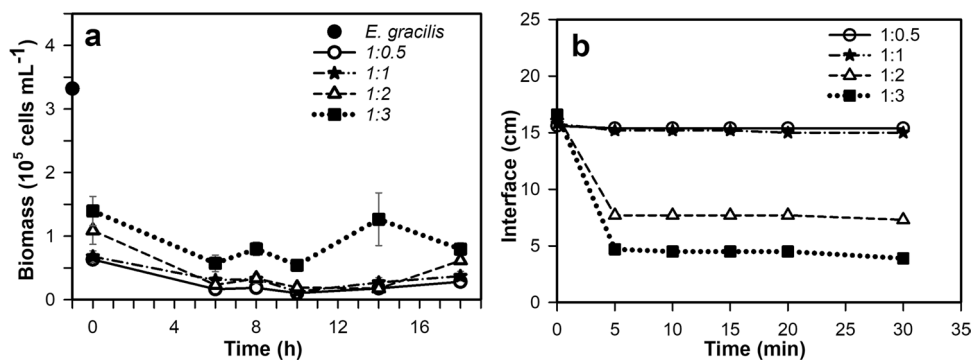 a
E. gracilis
1:0.5
1:1
1:2
1:3
Biomass (10⁵ cells mL⁻¹)
4
3
2
1
0
0 4 8 12 16
Time (h)
b
1:0.5
1:1
1:2
1:3
Interface (cm)
25
20
15
10
5
0
0 5 10 15 20 25 30 35
Time (min)